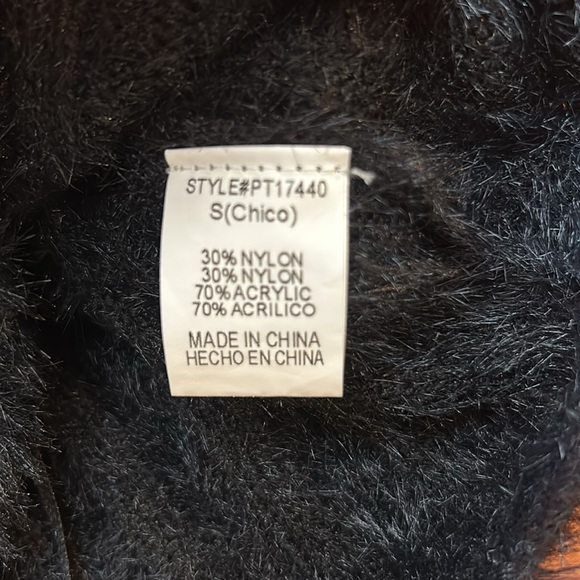 STYLE#PT17440
S(Chico)
30% NYLON
30% NYLON
70% ACRYLIC
70% ACRILICO
MADE IN CHINA
HECHO EN CHINA